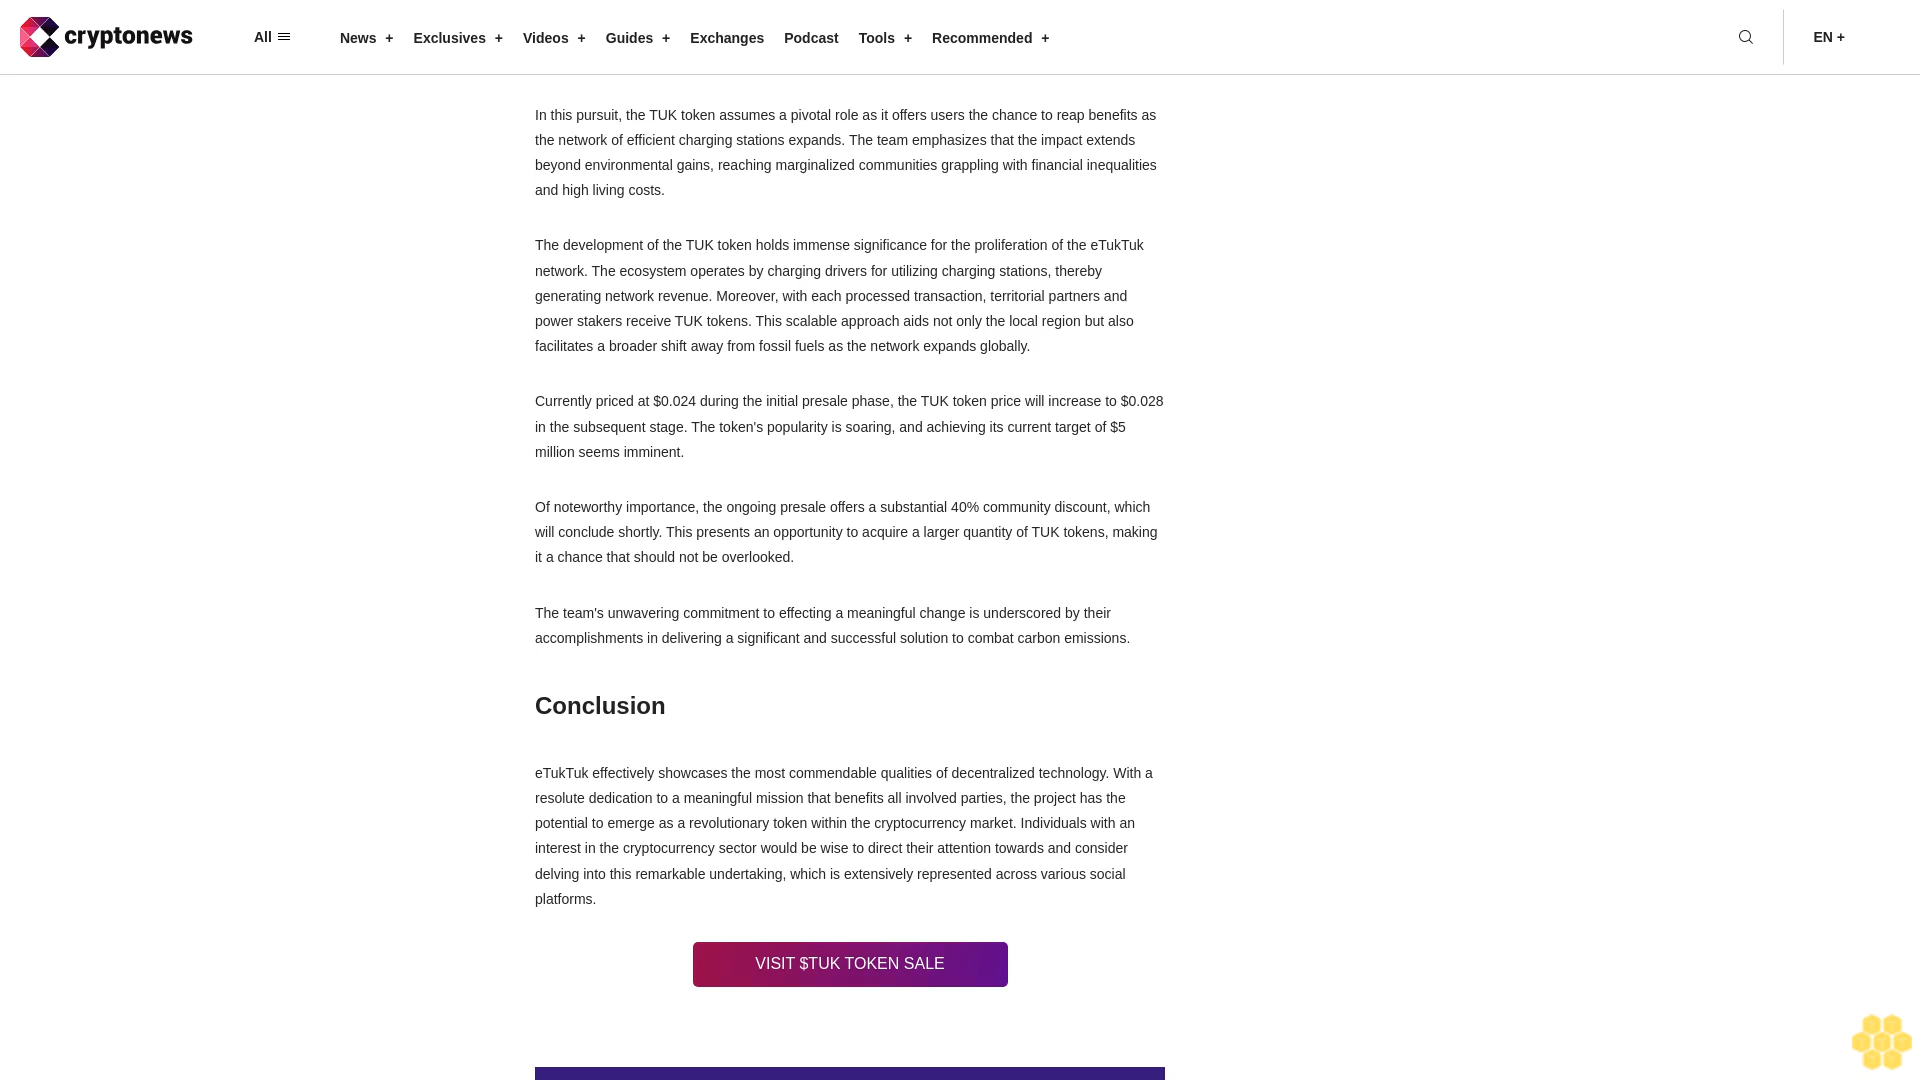 cryptonews All News + Exclusives + Videos + Guides + Exchanges Podcast Tools + Recommended + EN +
In this pursuit, the TUK token assumes a pivotal role as it offers users the chance to reap benefits as
the network of efficient charging stations expands. The team emphasizes that the impact extends
beyond environmental gains, reaching marginalized communities grappling with financial inequalities
and high living costs.
The development of the TUK token holds immense significance for the proliferation of the eTukTuk
network. The ecosystem operates by charging drivers for utilizing charging stations, thereby
generating network revenue. Moreover, with each processed transaction, territorial partners and
power stakers receive TUK tokens. This scalable approach aids not only the local region but also
facilitates a broader shift away from fossil fuels as the network expands globally.
Currently priced at $0.024 during the initial presale phase, the TUK token price will increase to $0.028
in the subsequent stage. The token's popularity is soaring, and achieving its current target of $5
million seems imminent.
Of noteworthy importance, the ongoing presale offers a substantial 40% community discount, which
will conclude shortly. This presents an opportunity to acquire a larger quantity of TUK tokens, making
it a chance that should not be overlooked.
The team's unwavering commitment to effecting a meaningful change is underscored by their
accomplishments in delivering a significant and successful solution to combat carbon emissions.
Conclusion
eTukTuk effectively showcases the most commendable qualities of decentralized technology. With a
resolute dedication to a meaningful mission that benefits all involved parties, the project has the
potential to emerge as a revolutionary token within the cryptocurrency market. Individuals with an
interest in the cryptocurrency sector would be wise to direct their attention towards and consider
delving into this remarkable undertaking, which is extensively represented across various social
platforms.
VISIT $TUK TOKEN SALE